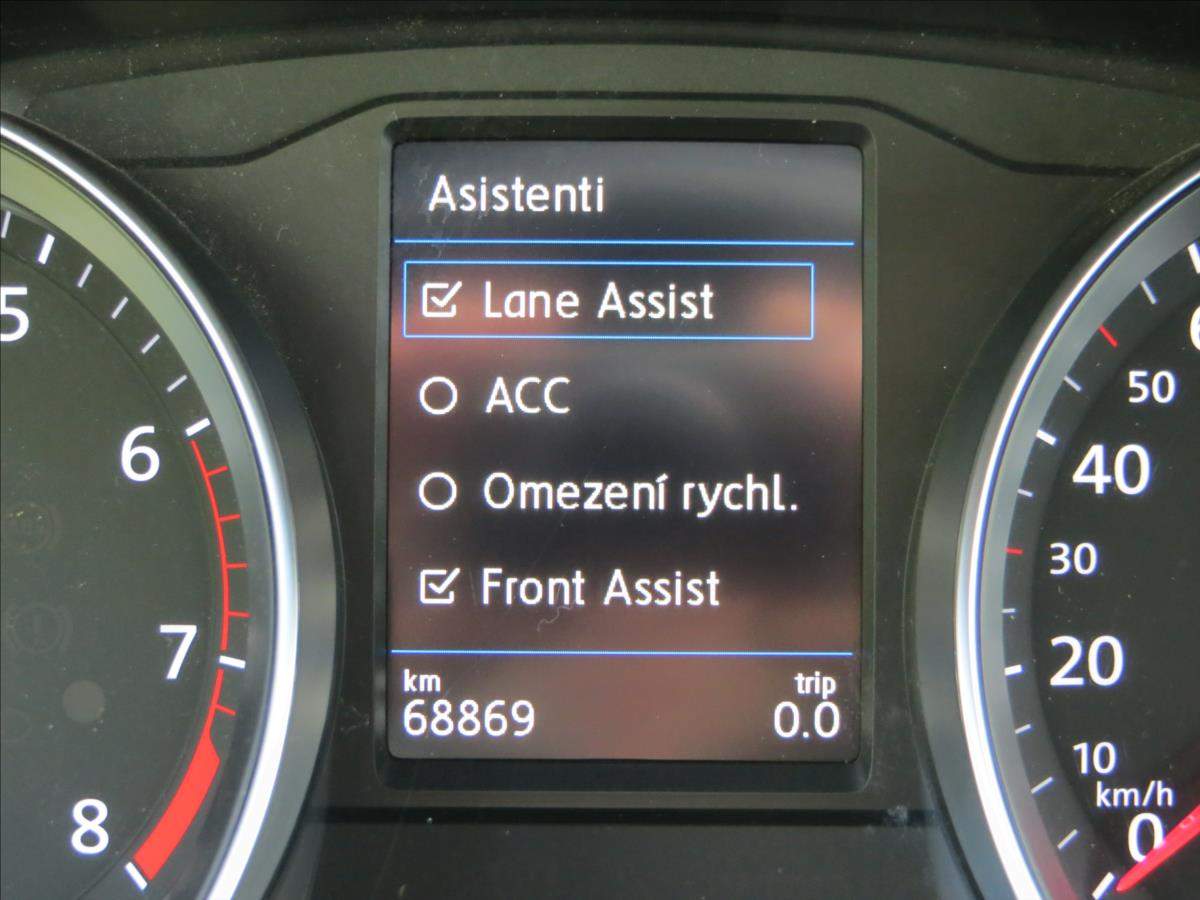 Asistenti
Lane Assist
ACC
Omezení rychl.
Front Assist
km trip
68869 0.0
5
6
7
8
50
40
30
20
10
km/h
0